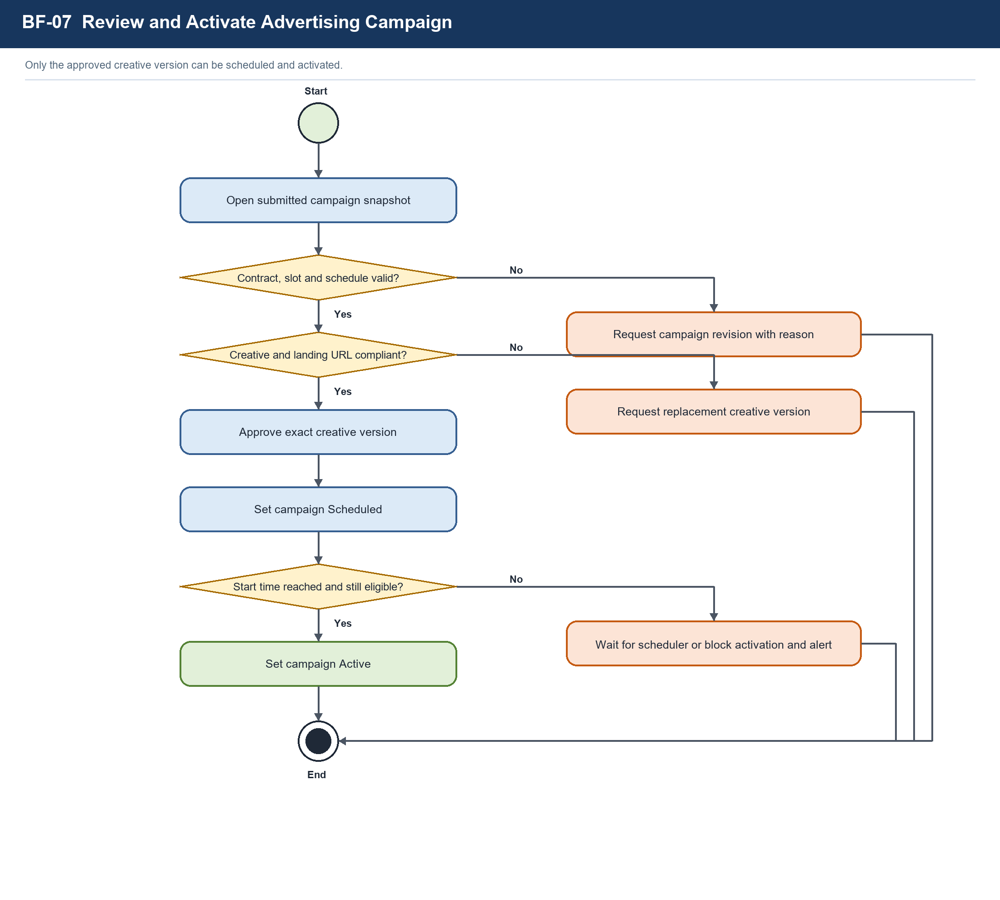 BF-07  Review and Activate Advertising Campaign
Only the approved creative version can be scheduled and activated.
Start
Open submitted campaign snapshot
Contract, slot and schedule valid?
No
Yes
Request campaign revision with reason
Creative and landing URL compliant?
No
Yes
Request replacement creative version
Approve exact creative version
Set campaign Scheduled
Start time reached and still eligible?
No
Yes
Wait for scheduler or block activation and alert
Set campaign Active
End